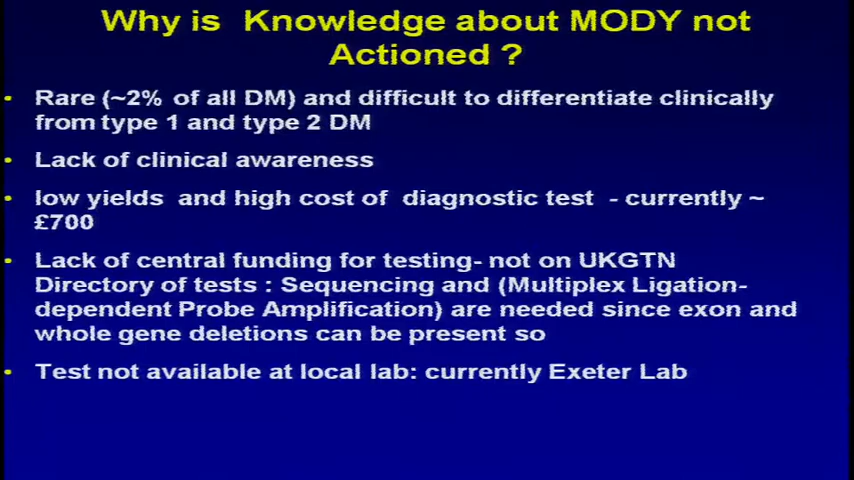 Why is Knowledge about MODY not
Actioned ?
• Rare (~2% of all DM) and difficult to differentiate clinically
from type 1 and type 2 DM
• Lack of clinical awareness
• low yields and high cost of diagnostic test - currently ~
£700
• Lack of central funding for testing- not on UKGTN
Directory of tests : Sequencing and (Multiplex Ligation-
dependent Probe Amplification) are needed since exon and
whole gene deletions can be present so
• Test not available at local lab: currently Exeter Lab